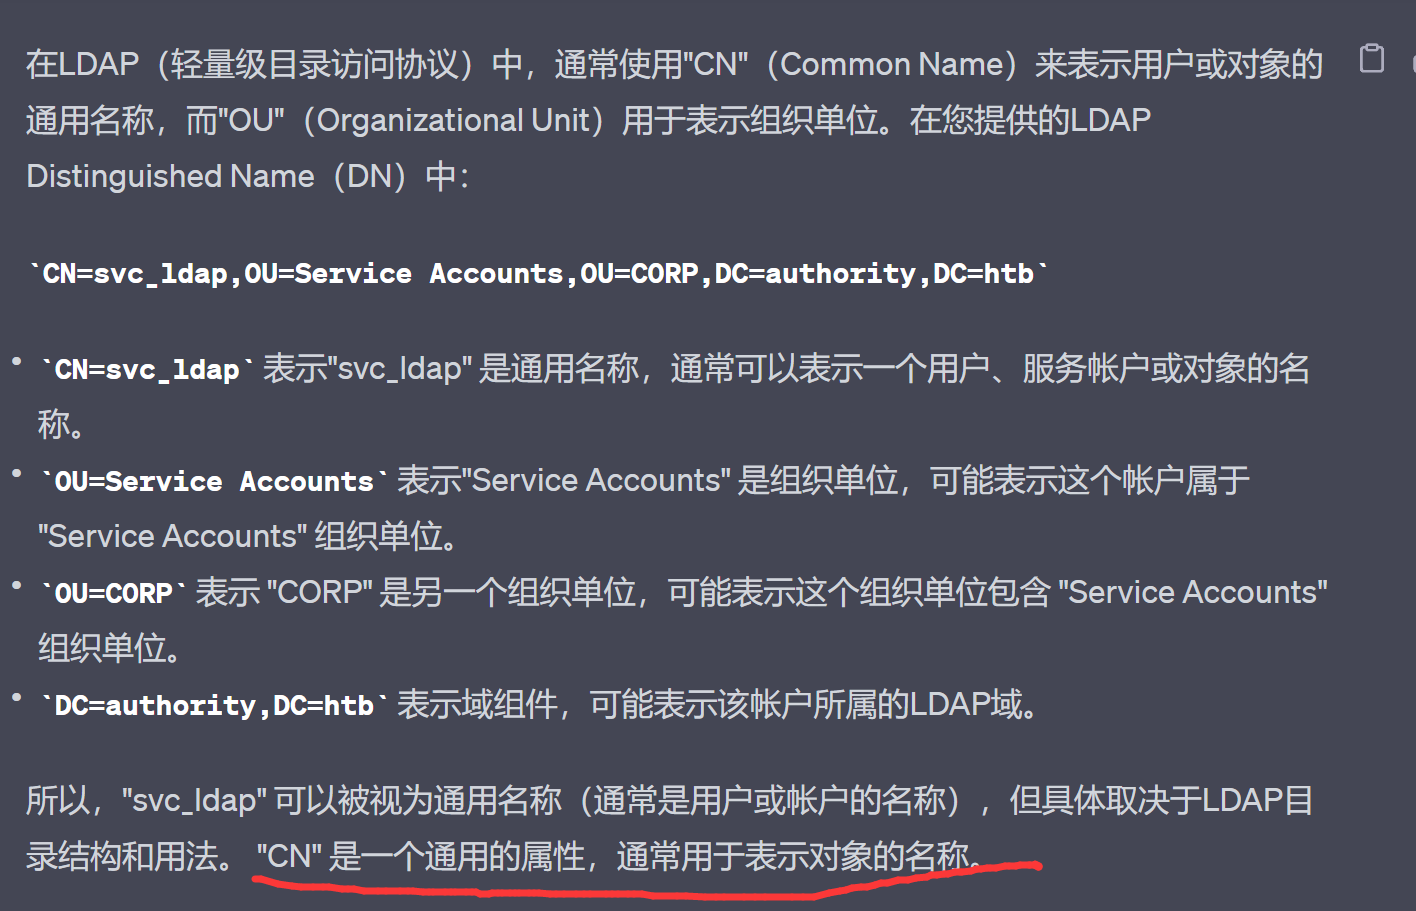 在LDAP（轻量级目录访问协议）中，通常使用"CN"（Common Name）来表示用户或对象的
通用名称，而"OU"（Organizational Unit）用于表示组织单位。在您提供的LDAP
Distinguished Name（DN）中：
`CN=svc_ldap,OU=Service Accounts,OU=CORP,DC=authority,DC=htb`
• `CN=svc_ldap` 表示"svc_ldap" 是通用名称，通常可以表示一个用户、服务帐户或对象的名
称。
• `OU=Service Accounts` 表示"Service Accounts" 是组织单位，可能表示这个帐户属于
"Service Accounts" 组织单位。
• `OU=CORP` 表示 "CORP" 是另一个组织单位，可能表示这个组织单位包含 "Service Accounts"
组织单位。
• `DC=authority,DC=htb` 表示域组件，可能表示该帐户所属的LDAP域。
所以，"svc_ldap" 可以被视为通用名称（通常是用户或帐户的名称），但具体取决于LDAP目
录结构和用法。 "CN" 是一个通用的属性，通常用于表示对象的名称。